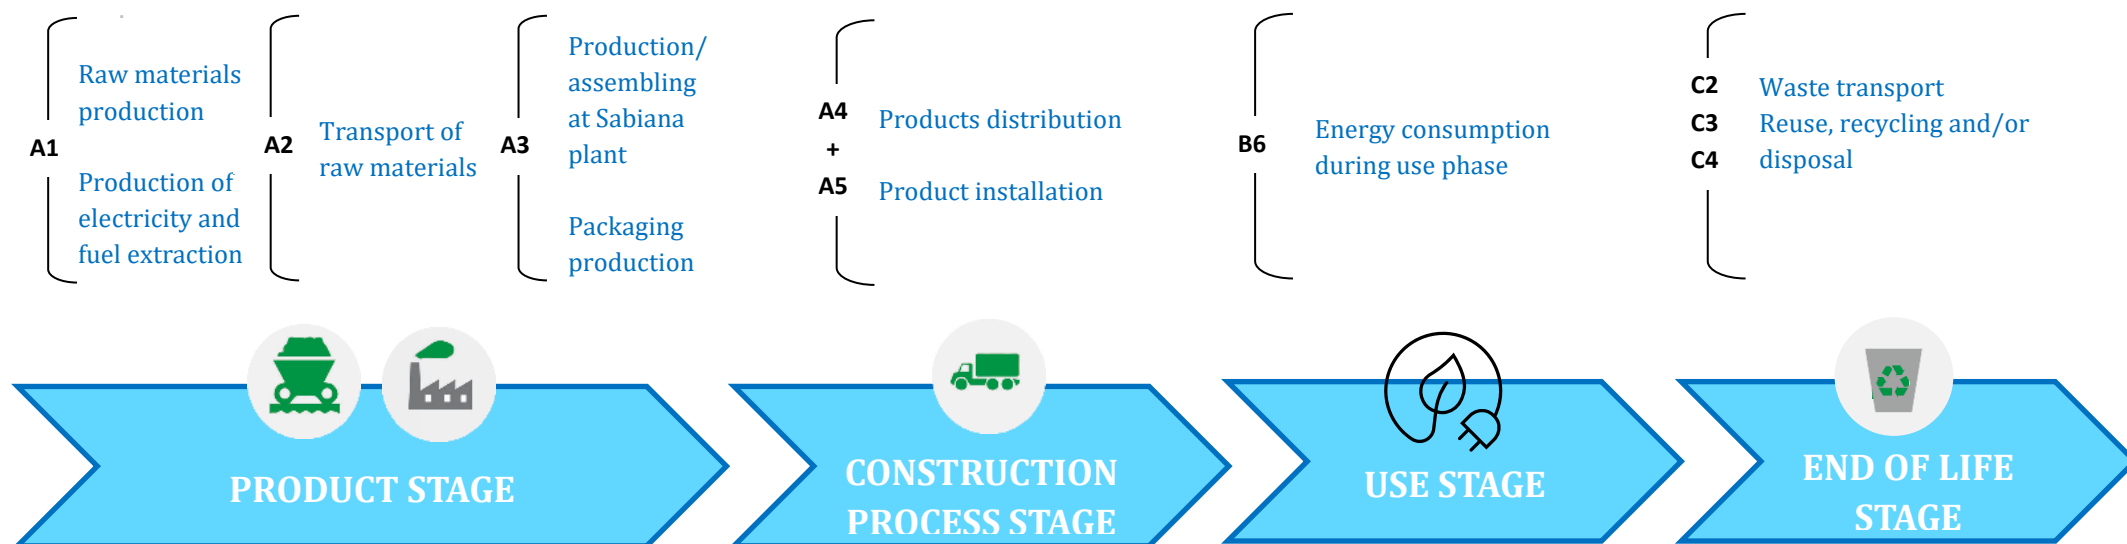 A1
Raw materials
production
Production of
electricity and
fuel extraction
A2
Transport of
raw materials
A3
Production/
assembling
at Sabiana
plant
Packaging
production
A4
+
A5
Products distribution
Product installation
B6
Energy consumption
during use phase
C2
C3
C4
Waste transport
Reuse, recycling and/or
disposal
PRODUCT STAGE
CONSTRUCTION
PROCESS STAGE
USE STAGE
END OF LIFE
STAGE